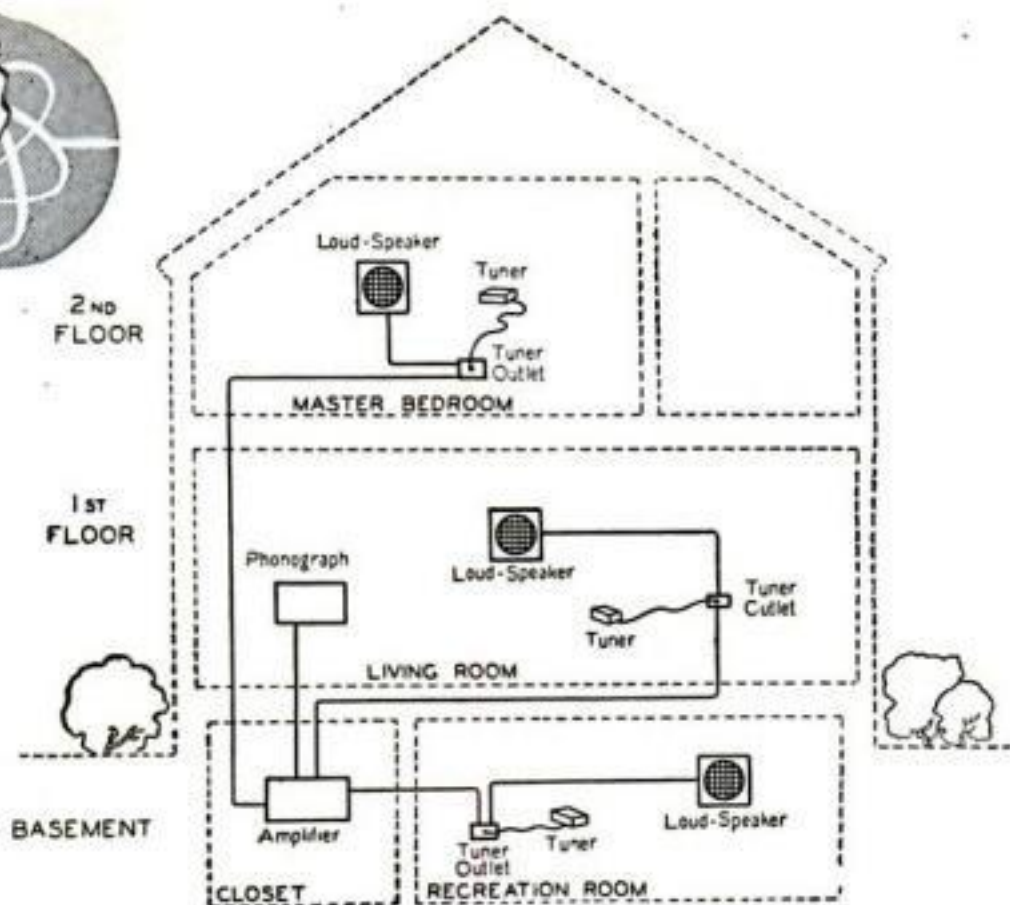 Loud-Speaker
Tuner
2ND
FLOOR
Tuner
Outlet
MASTER BEDROOM
1ST
FLOOR
Phonograph
Loud-Speaker
Tuner
Cutlet
Tuner
LIVING ROOM
BASEMENT
Amplifier
Loud-Speaker
Tuner
Outlet
Tuner
CLOSET
RECREATION ROOM